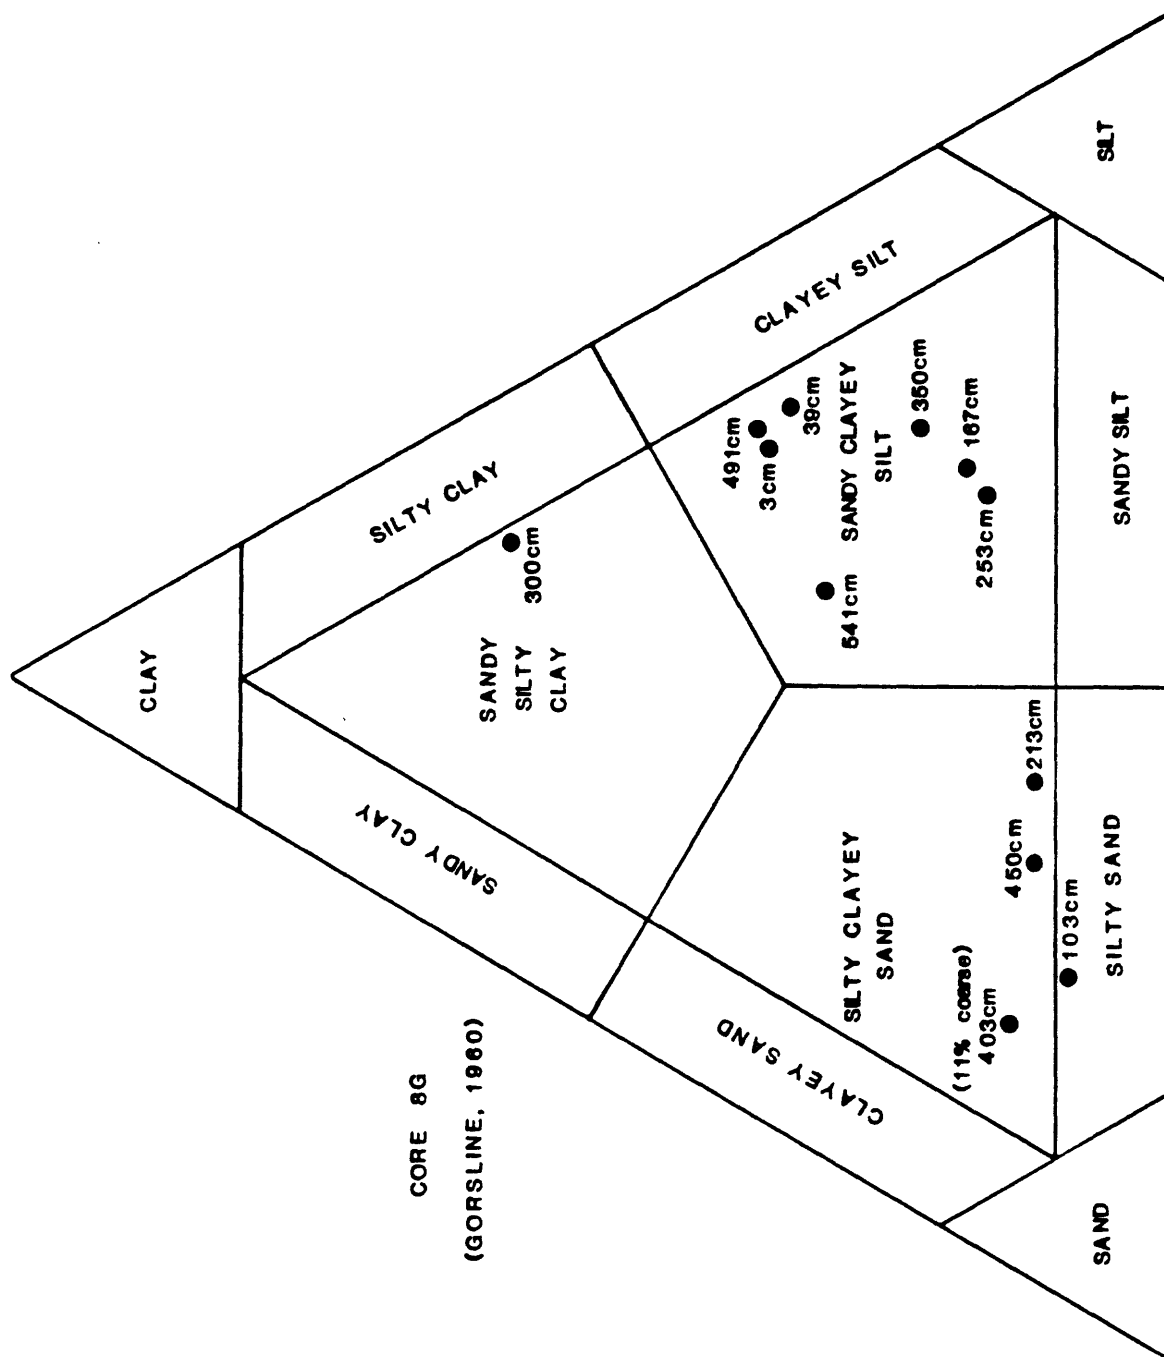 CORE 8G
(GORSLINE, 1960)
CLAY
SANDY CLAY
SILTY CLAY
SANDY
SILTY
CLAY
300cm
CLAYEY SAND
CLAYEY SILT
SILTY CLAYEY
SAND
(11% coarse)
403cm
450cm
213cm
103cm
SANDY CLAYEY
SILT
491cm
3cm
39cm
541cm
350cm
167cm
253cm
SAND
SILTY SAND
SANDY SILT
SILT